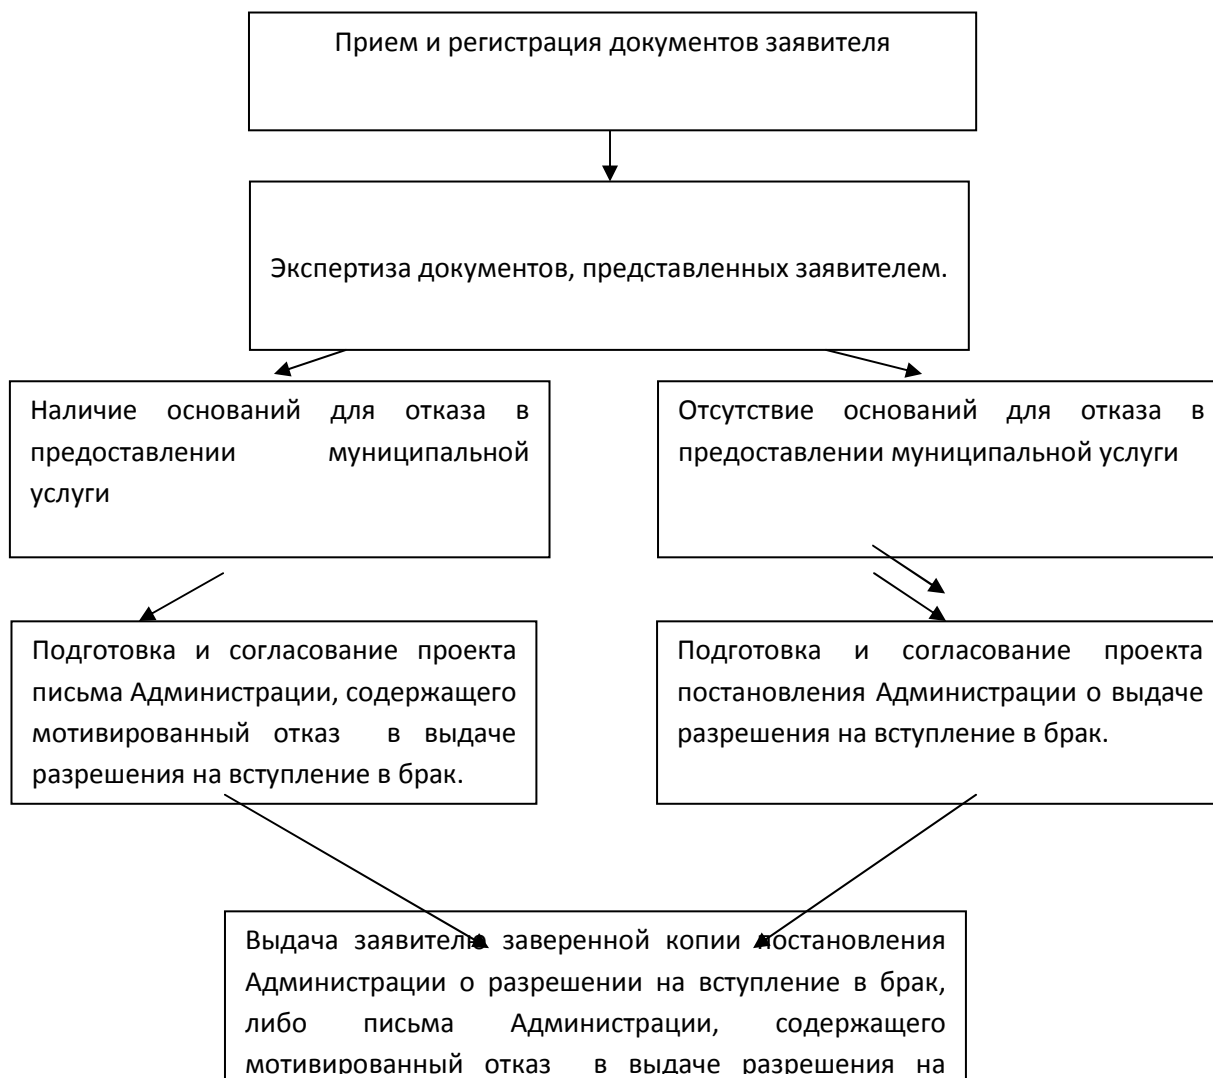 Прием и регистрация документов заявителя
Экспертиза документов, представленных заявителем.
Наличие оснований для отказа в
предоставлении муниципальной
услуги
Отсутствие оснований для отказа в
предоставлении муниципальной услуги
Подготовка и согласование проекта
письма Администрации, содержащего
мотивированный отказ в выдаче
разрешения на вступление в брак.
Подготовка и согласование проекта
постановления Администрации о выдаче
разрешения на вступление в брак.
Выдача заявителю заверенной копии постановления
Администрации о разрешении на вступление в брак,
либо письма Администрации, содержащего
мотивированный отказ в выдаче разрешения на